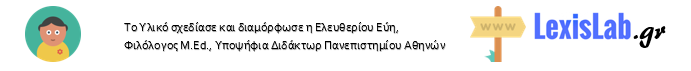 Το Υλικό σχεδίασε και διαμόρφωσε η Ελευθερίου Εύη,
Φιλόλογος M.Ed., Υποψήφια Διδάκτωρ Πανεπιστημίου Αθηνών
www
LexisLab.gr